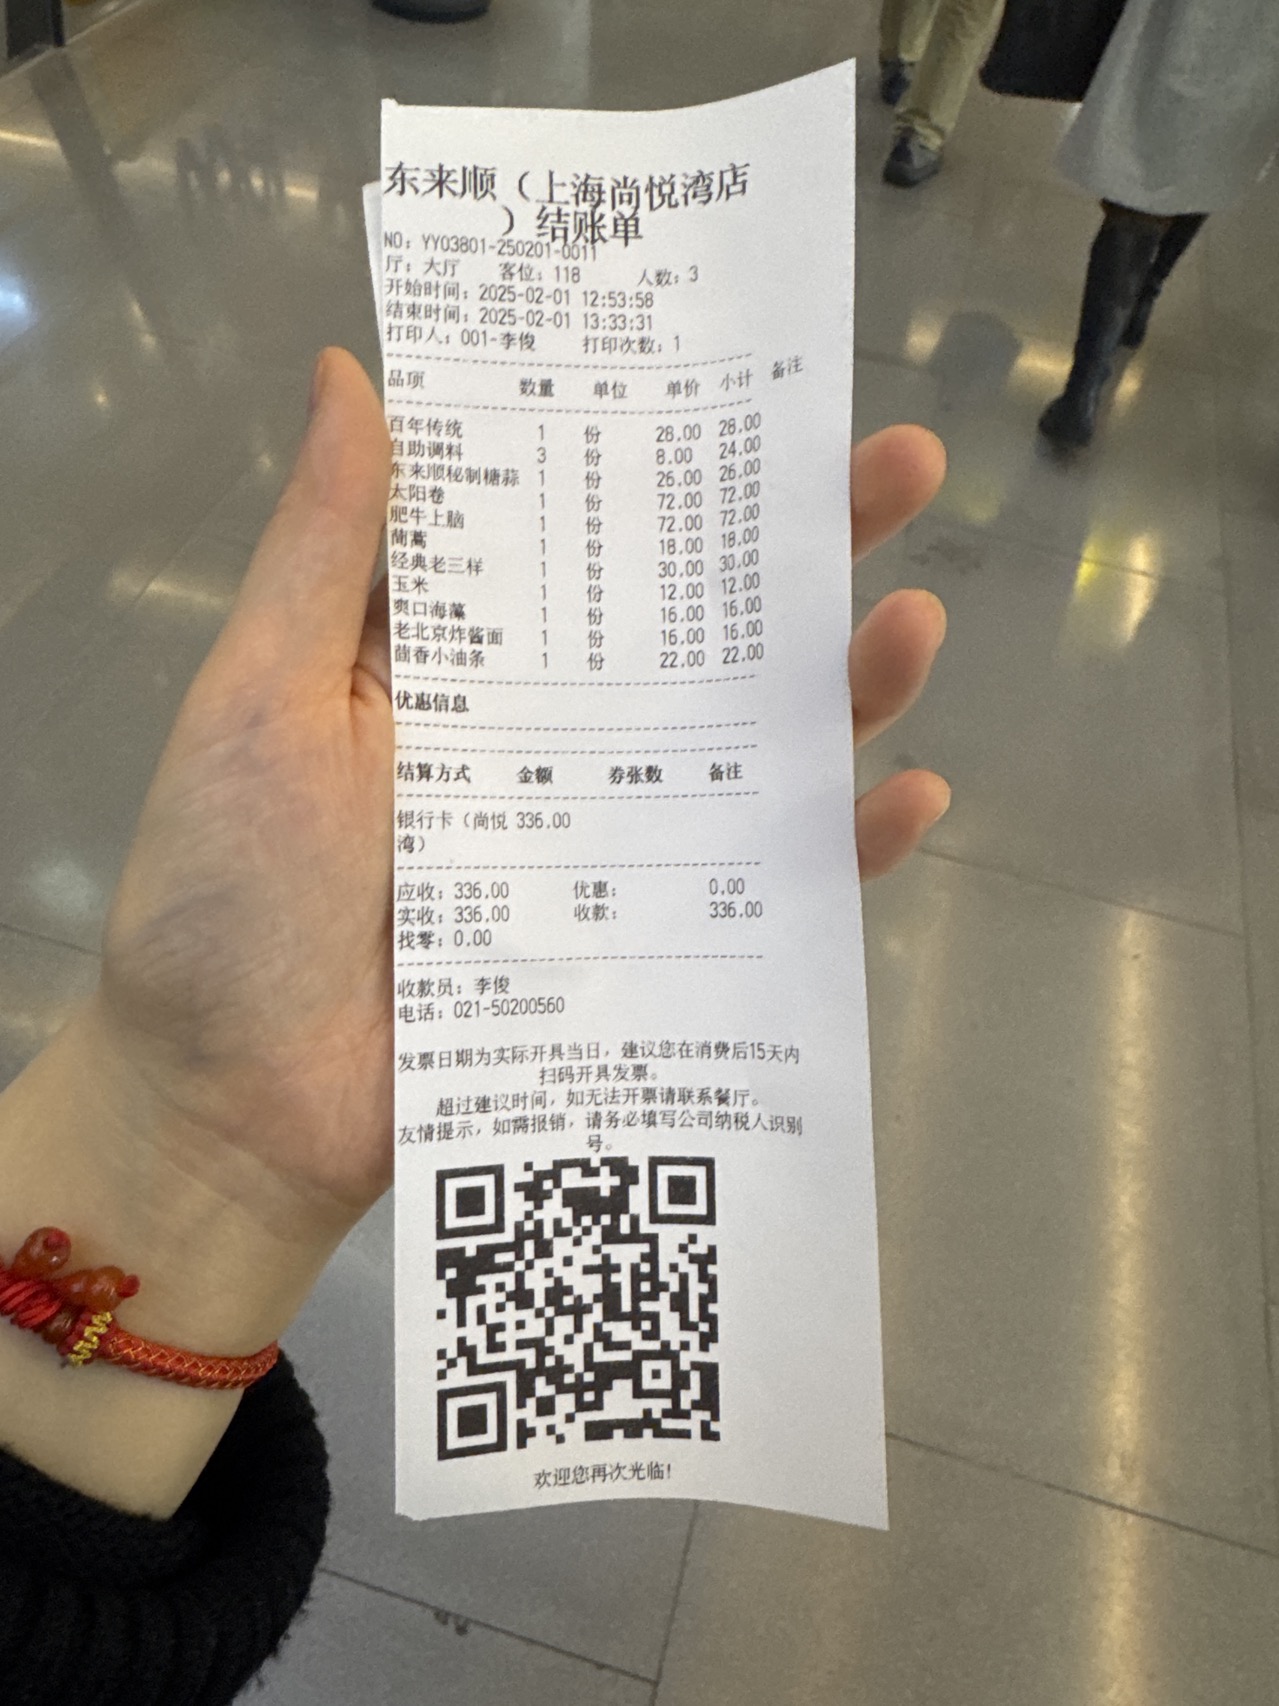 东来顺（上海尚悦湾店
）结账单
NO：YY03801-250201-0011
厅：大厅 客位：118 人数：3
开始时间：2025-02-01 12:53:58
结束时间：2025-02-01 13:33:31
打印人：001-李俊 打印次数：1
品项 数量 单位 单价 小计 备注
百年传统 1 份 28.00 28.00
自助调料 3 份 8.00 24.00
东来顺秘制糖蒜 1 份 26.00 26.00
太阳卷 1 份 72.00 72.00
肥牛上脑 1 份 72.00 72.00
茼蒿 1 份 18.00 18.00
经典老三样 1 份 30.00 30.00
玉米 1 份 12.00 12.00
爽口海藻 1 份 16.00 16.00
老北京炸酱面 1 份 16.00 16.00
茴香小油条 1 份 22.00 22.00
优惠信息
结算方式 金额 券张数 备注
银行卡（尚悦 336.00
湾）
应收：336.00 优惠： 0.00
实收：336.00 收款： 336.00
找零：0.00
收款员：李俊
电话：021-50200560
发票日期为实际开具当日，建议您在消费后15天内
扫码开具发票。
超过建议时间，如无法开票请联系餐厅。
友情提示，如需报销，请务必填写公司纳税人识别
号。
欢迎您再次光临!